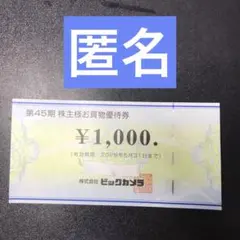 匿名
第45期 株主様お買物優待券
¥1,000.
株式会社 ビックカメラ